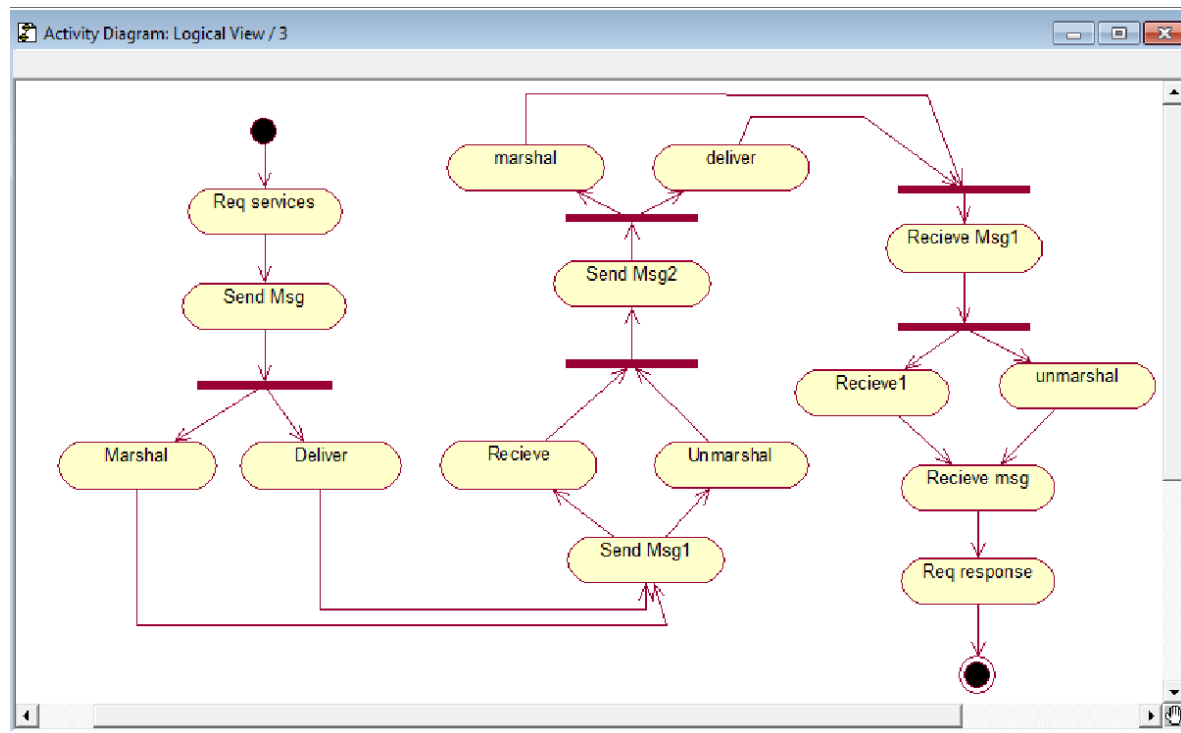 Activity Diagram: Logical View / 3
Req services
Send Msg
Marshal
Deliver
marshal
deliver
Send Msg2
Recieve
Unmarshal
Send Msg1
Recieve Msg1
Recieve1
unmarshal
Recieve msg
Req response